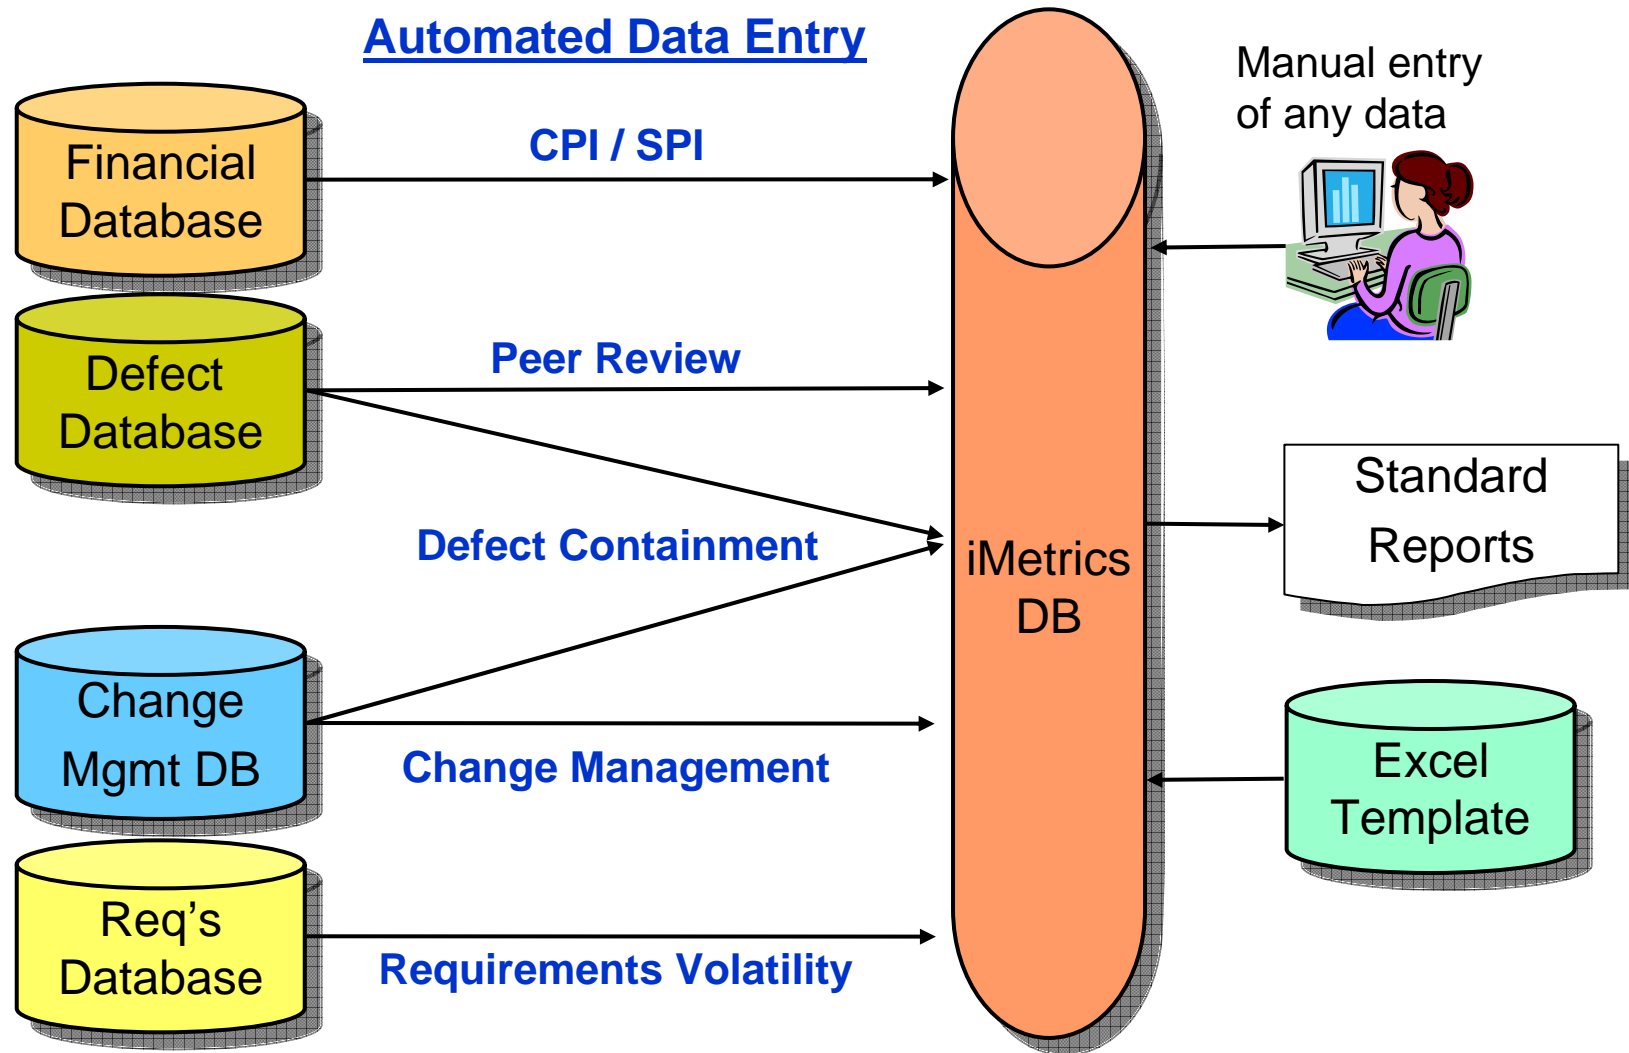 Automated Data Entry
Financial
Database
CPI / SPI
Manual entry
of any data
Defect
Database
Peer Review
Defect Containment
iMetrics
DB
Standard
Reports
Change
Mgmt DB
Change Management
Excel
Template
Req’s
Database
Requirements Volatility